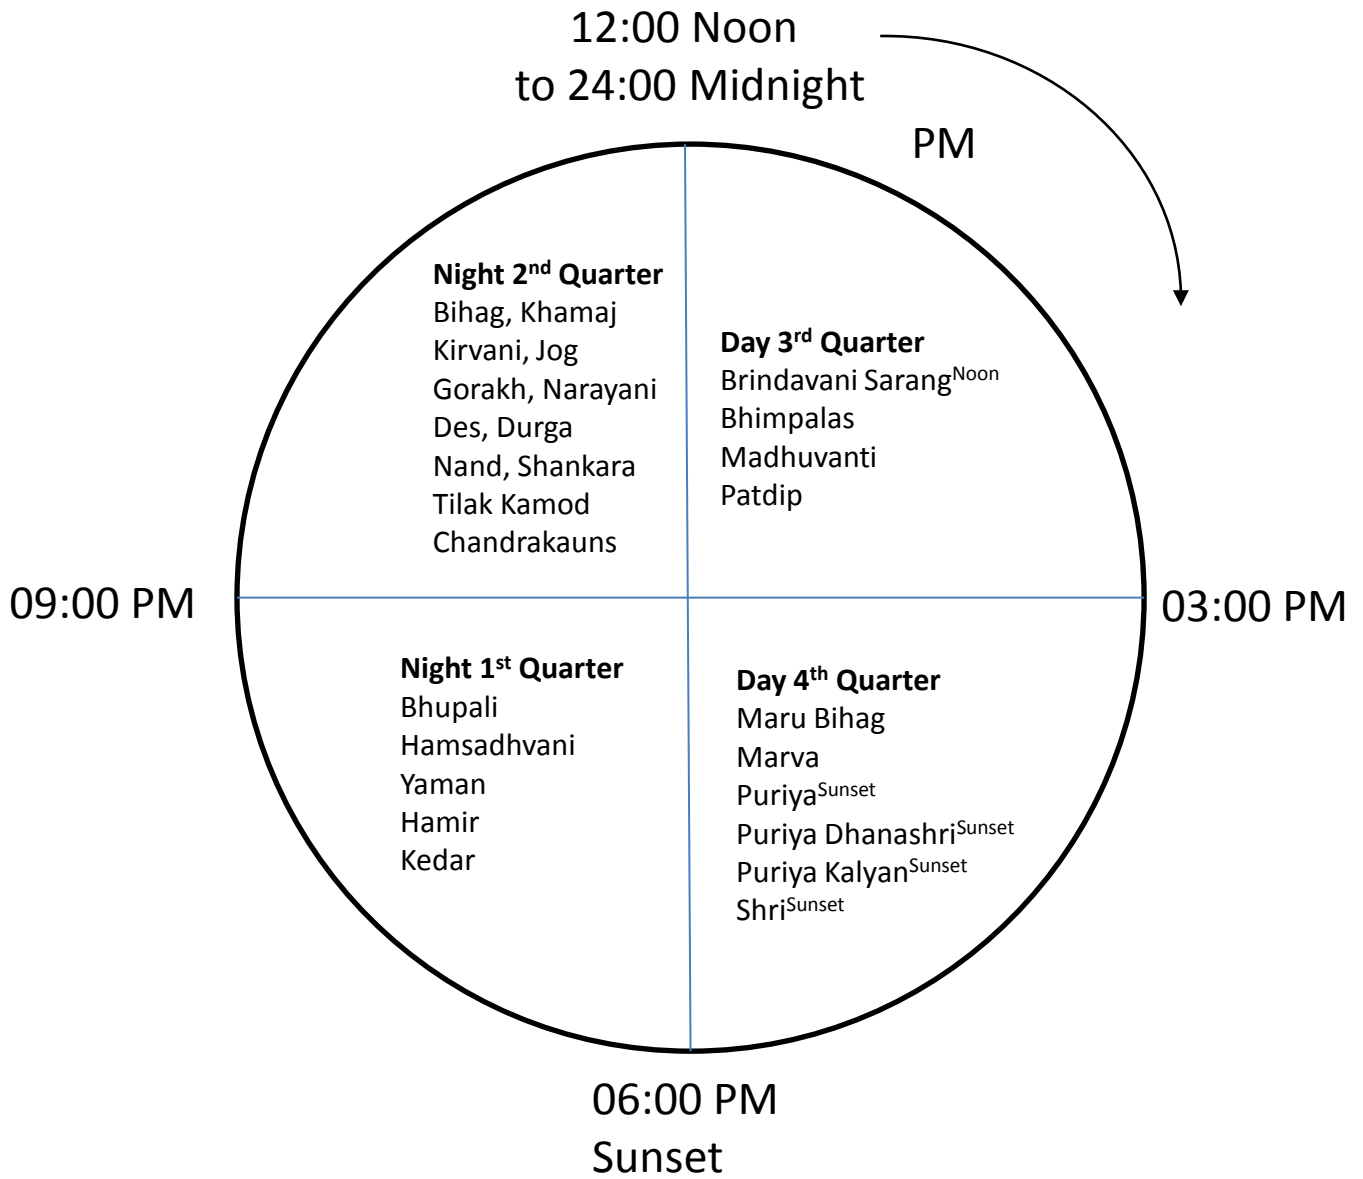 12:00 Noon
to 24:00 Midnight
PM
Night 2nd Quarter
Bihag, Khamaj
Kirvani, Jog
Gorakh, Narayani
Des, Durga
Nand, Shankara
Tilak Kamod
Chandrakauns
Day 3rd Quarter
Brindavani SarangNoon
Bhimpalas
Madhuvanti
Patdip
09:00 PM
03:00 PM
Night 1st Quarter
Bhupali
Hamsadhvani
Yaman
Hamir
Kedar
Day 4th Quarter
Maru Bihag
Marva
PuriyaSunset
Puriya DhanashriSunset
Puriya KalyanSunset
ShriSunset
06:00 PM
Sunset